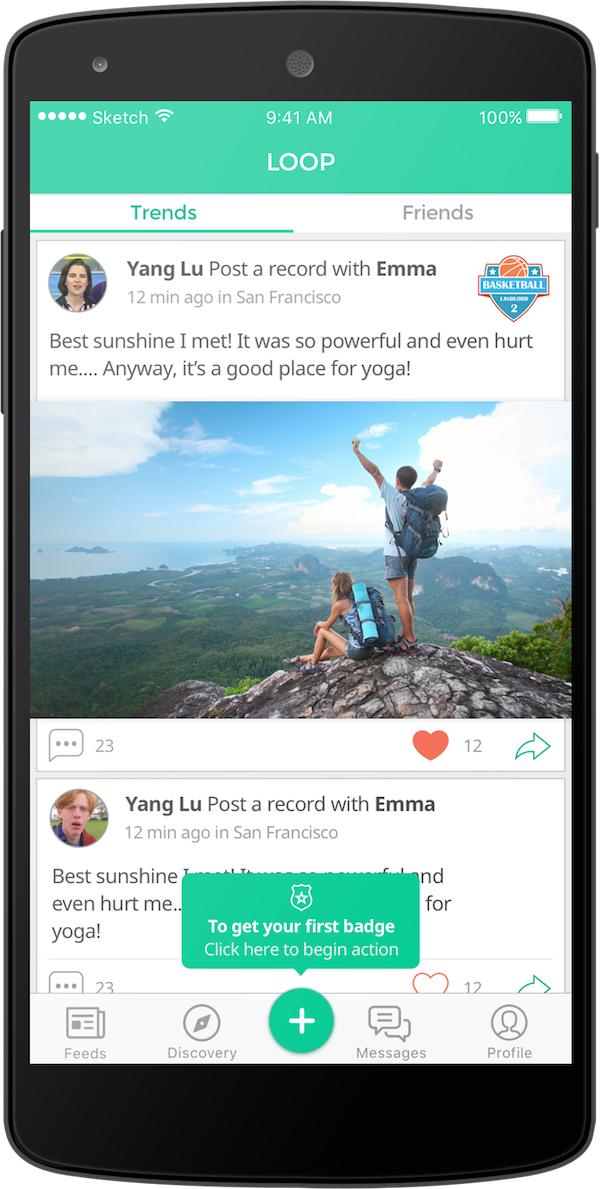 Sketch 9:41 AM 100%
LOOP
Trends Friends
Yang Lu Post a record with Emma
12 min ago in San Francisco
BASKETBALL
LANDLORD
2
Best sunshine I met! It was so powerful and even hurt
me.... Anyway, it's a good place for yoga!
23 12
Yang Lu Post a record with Emma
12 min ago in San Francisco
Best sunshine I met! It was so powerful and
even hurt me... for
yoga!
To get your first badge
Click here to begin action
23 12
Feeds Discovery Messages Profile